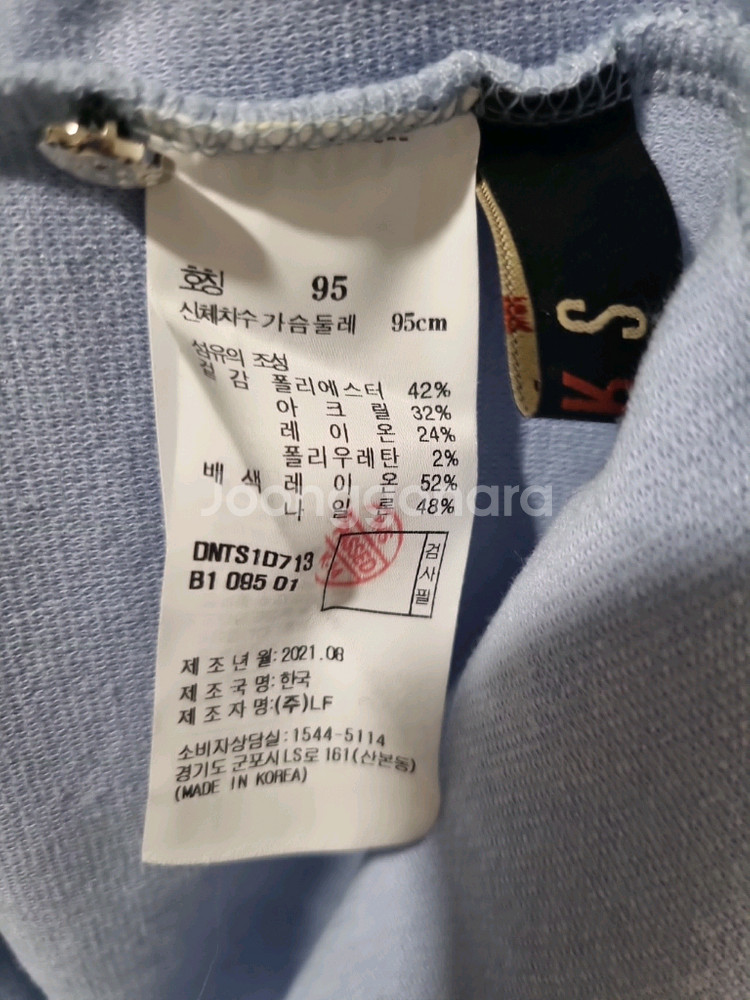 호칭 95
신체치수 가슴둘레 95cm
섬유의 조성
겉 감 폴리에스터 42%
아 크 릴 32%
레 이 온 24%
폴리우레탄 2%
배 색 레 이 온 52%
나 일 론 48%
Joonggonara
DNTS1D713
B1 095 01
검사필
제 조 년 월: 2021.08
제 조 국 명: 한국
제 조 자 명: (주)LF
소비자상담실: 1544-5114
경기도 군포시 LS로 161(산본동)
(MADE IN KOREA)